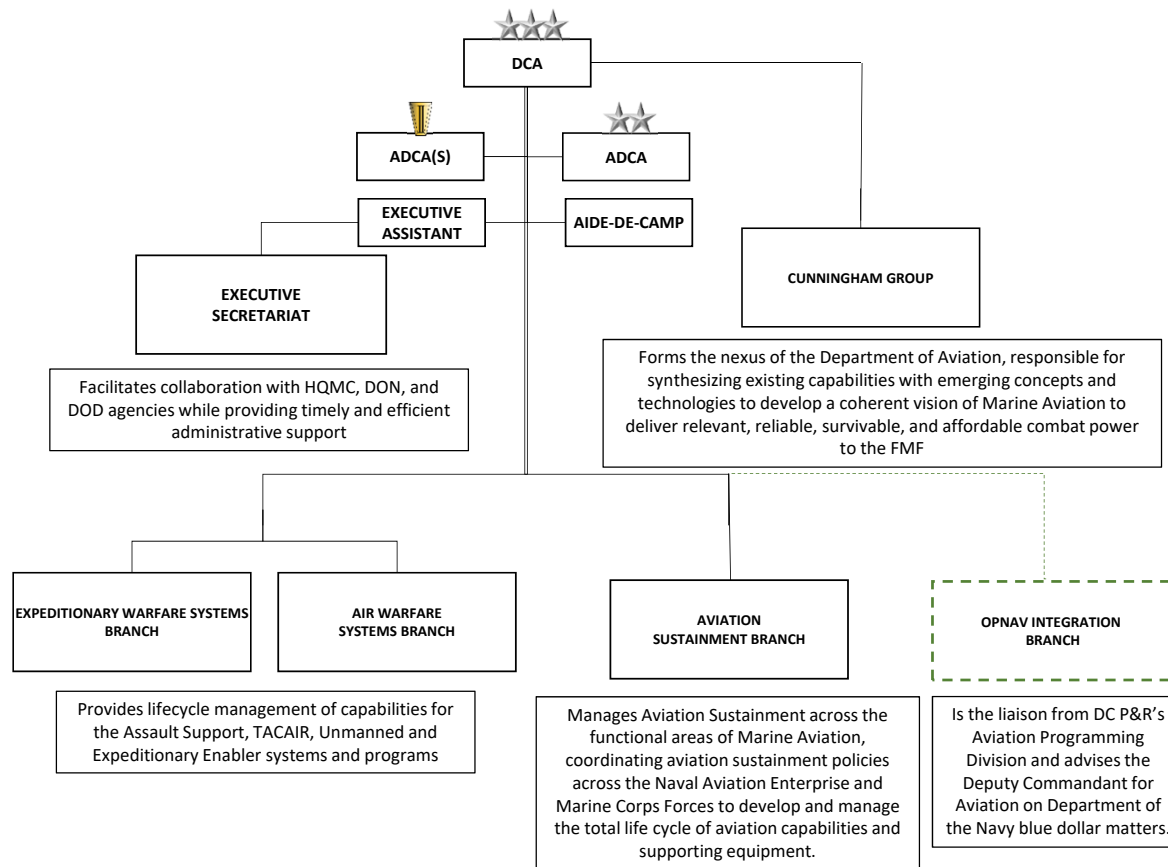 DCA
ADCA(S)
ADCA
EXECUTIVE
ASSISTANT
AIDE-DE-CAMP
EXECUTIVE
SECRETARIAT
CUNNINGHAM GROUP
Facilitates collaboration with HQMC, DON, and
DOD agencies while providing timely and efficient
administrative support
Forms the nexus of the Department of Aviation, responsible for
synthesizing existing capabilities with emerging concepts and
technologies to develop a coherent vision of Marine Aviation to
deliver relevant, reliable, survivable, and affordable combat power
to the FMF
EXPEDITIONARY WARFARE SYSTEMS
BRANCH
AIR WARFARE
SYSTEMS BRANCH
AVIATION
SUSTAINMENT BRANCH
OPNAV INTEGRATION
BRANCH
Provides lifecycle management of capabilities for
the Assault Support, TACAIR, Unmanned and
Expeditionary Enabler systems and programs
Manages Aviation Sustainment across the
functional areas of Marine Aviation,
coordinating aviation sustainment policies
across the Naval Aviation Enterprise and
Marine Corps Forces to develop and manage
the total life cycle of aviation capabilities and
supporting equipment.
Is the liaison from DC P&R’s
Aviation Programming
Division and advises the
Deputy Commandant for
Aviation on Department of
the Navy blue dollar matters.